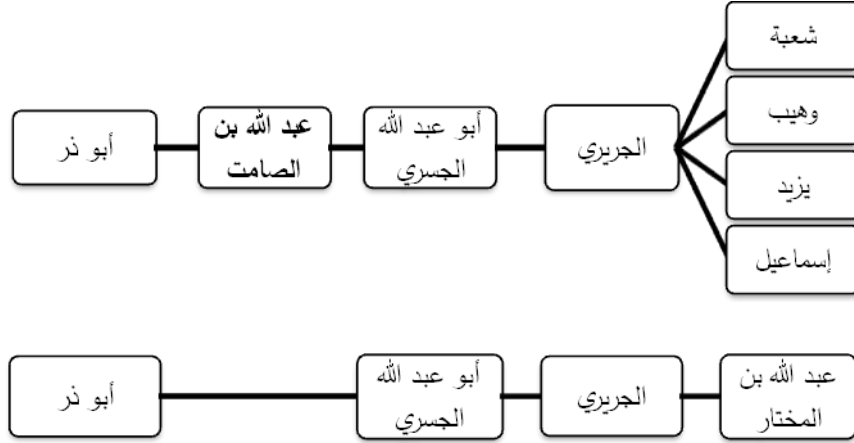 شعبة
وهيب
أبو ذر
عبد الله بن
الصامت
أبو عبد الله
الجسري
الجريري
يزيد
إسماعيل
أبو ذر
أبو عبد الله
الجسري
الجريري
عبد الله بن
المختار